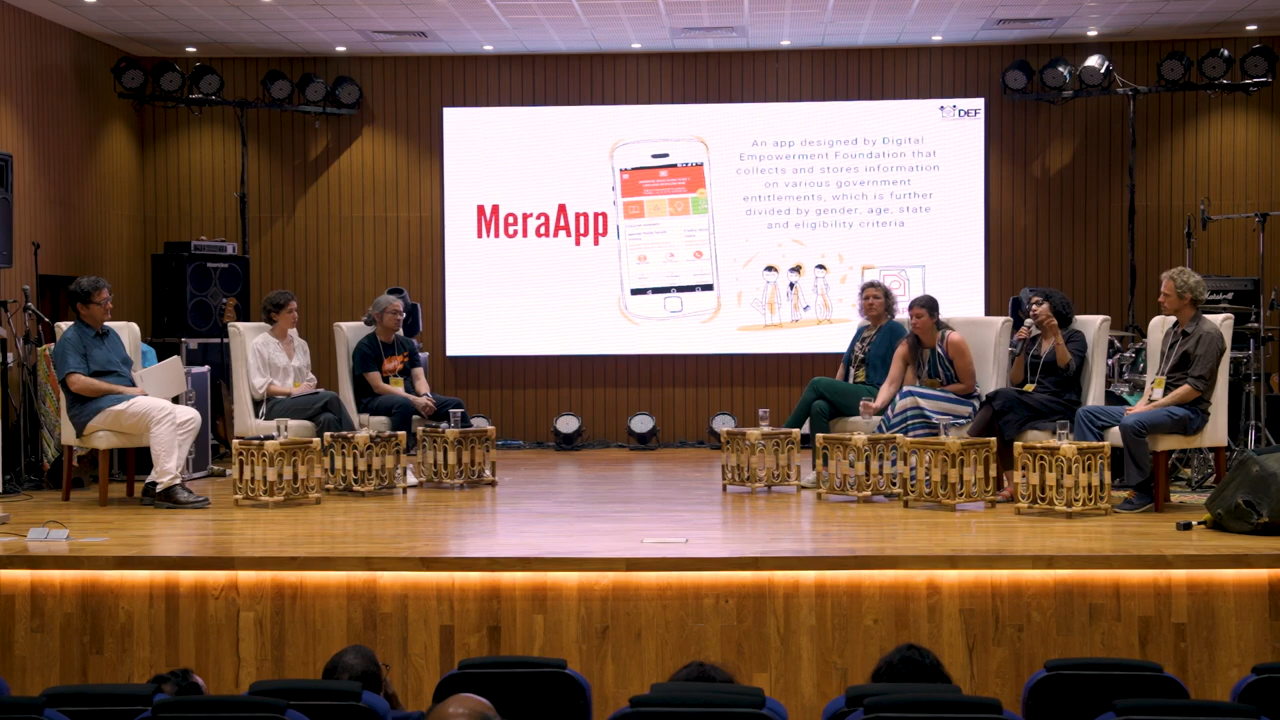 DEF
An app designed by Digital
Empowerment Foundation that
collects and stores information
on various government
entitlements, which is further
divided by gender, age, state
and eligibility criteria
MeraApp
Marshall